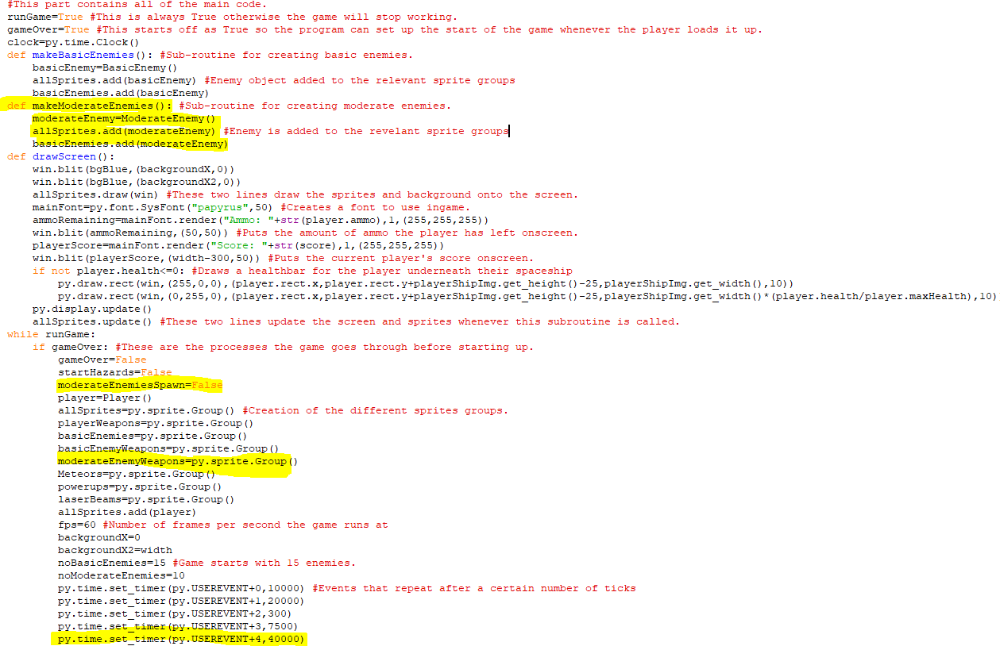 #This part contains all of the main code.
runGame=True #This is always True otherwise the game will stop working.
gameOver=True #This starts off as True so the program can set up the start of the game whenever the player loads it up.
clock=py.time.Clock()
def makeBasicEnemies(): #Sub-routine for creating basic enemies.
    basicEnemy=BasicEnemy()
    allSprites.add(basicEnemy) #Enemy object added to the relevant sprite groups
    basicEnemies.add(basicEnemy)
def makeModerateEnemies(): #Sub-routine for creating moderate enemies.
    moderateEnemy=ModerateEnemy()
    allSprites.add(moderateEnemy) #Enemy is added to the revelant sprite groups
    basicEnemies.add(moderateEnemy)
def drawScreen():
    win.blit(bgBlue,(backgroundX,0))
    win.blit(bgBlue,(backgroundX2,0))
    allSprites.draw(win) #These two lines draw the sprites and background onto the screen.
    mainFont=py.font.SysFont("papyrus",50) #Creates a font to use ingame.
    ammoRemaining=mainFont.render("Ammo: "+str(player.ammo),1,(255,255,255))
    win.blit(ammoRemaining,(50,50)) #Puts the amount of ammo the player has left onscreen.
    playerScore=mainFont.render("Score: "+str(score),1,(255,255,255))
    win.blit(playerScore,(width-300,50)) #Puts the current player's score onscreen.
    if not player.health<=0: #Draws a healthbar for the player underneath their spaceship
        py.draw.rect(win,(255,0,0),(player.rect.x,player.rect.y+playerShipImg.get_height()-25,playerShipImg.get_width(),10))
        py.draw.rect(win,(0,255,0),(player.rect.x,player.rect.y+playerShipImg.get_height()-25,playerShipImg.get_width()*(player.health/player.maxHealth),10)
    py.display.update()
    allSprites.update() #These two lines update the screen and sprites whenever this subroutine is called.
while runGame:
    if gameOver: #These are the processes the game goes through before starting up.
        gameOver=False
        startHazards=False
        moderateEnemiesSpawn=False
        player=Player()
        allSprites=py.sprite.Group() #Creation of the different sprites groups.
        playerWeapons=py.sprite.Group()
        basicEnemies=py.sprite.Group()
        basicEnemyWeapons=py.sprite.Group()
        moderateEnemyWeapons=py.sprite.Group()
        Meteors=py.sprite.Group()
        powerups=py.sprite.Group()
        laserBeams=py.sprite.Group()
        allSprites.add(player)
        fps=60 #Number of frames per second the game runs at
        backgroundX=0
        backgroundX2=width
        noBasicEnemies=15 #Game starts with 15 enemies.
        noModerateEnemies=10
        py.time.set_timer(py.USEREVENT+0,10000) #Events that repeat after a certain number of ticks
        py.time.set_timer(py.USEREVENT+1,20000)
        py.time.set_timer(py.USEREVENT+2,300)
        py.time.set_timer(py.USEREVENT+3,7500)
        py.time.set_timer(py.USEREVENT+4,40000)